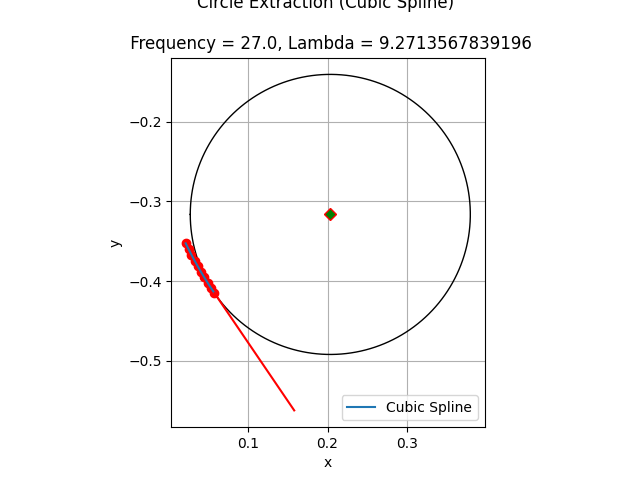 Circle Extraction (Cubic Spline)
Frequency = 27.0, Lambda = 9.2713567839196
y
−0.2
−0.3
−0.4
−0.5
Cubic Spline
0.1
0.2
0.3
x